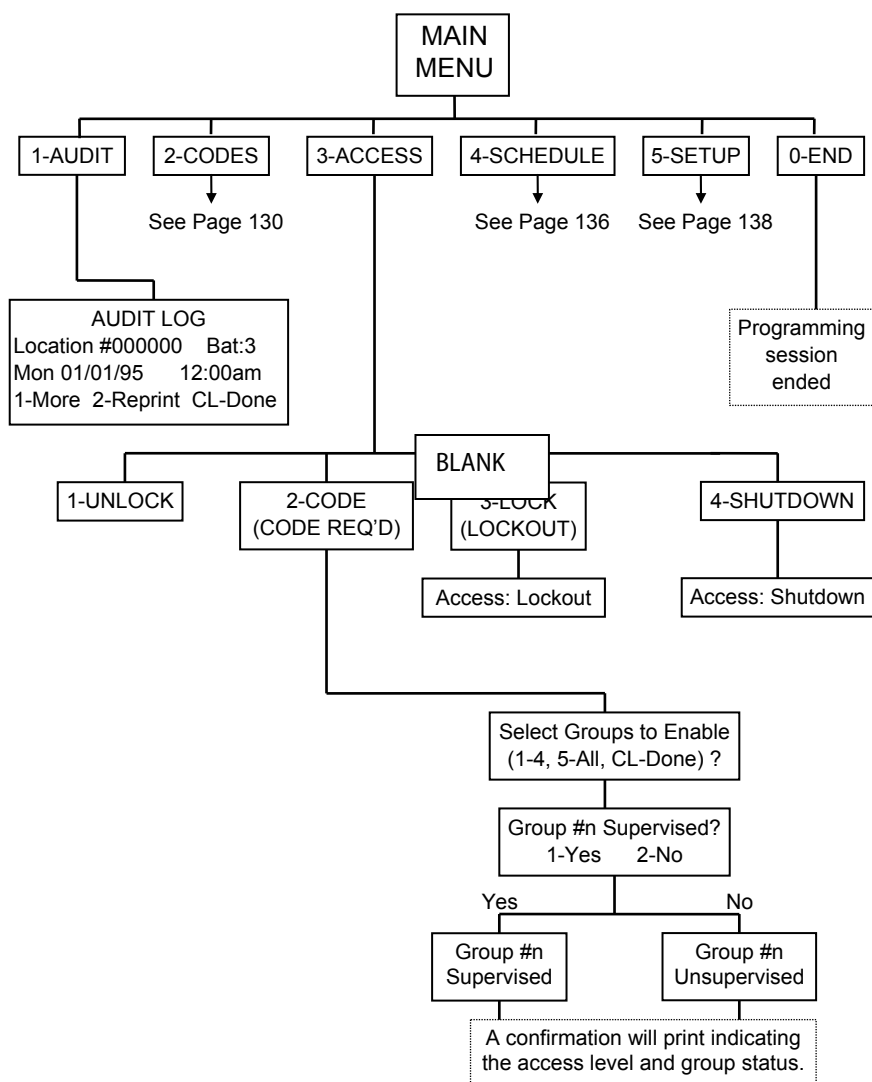 MAIN
MENU
1-AUDIT
2-CODES
3-ACCESS
4-SCHEDULE
5-SETUP
0-END
See Page 130
See Page 136
See Page 138
AUDIT LOG
Location #000000 Bat:3
Mon 01/01/95 12:00am
1-More 2-Reprint CL-Done
Programming
session
ended
BLANK
1-UNLOCK
2-CODE
(CODE REQ'D)
3-LOCK
(LOCKOUT)
4-SHUTDOWN
Access: Lockout
Access: Shutdown
Select Groups to Enable
(1-4, 5-All, CL-Done) ?
Group #n Supervised?
1-Yes 2-No
Yes
No
Group #n
Supervised
Group #n
Unsupervised
A confirmation will print indicating
the access level and group status.